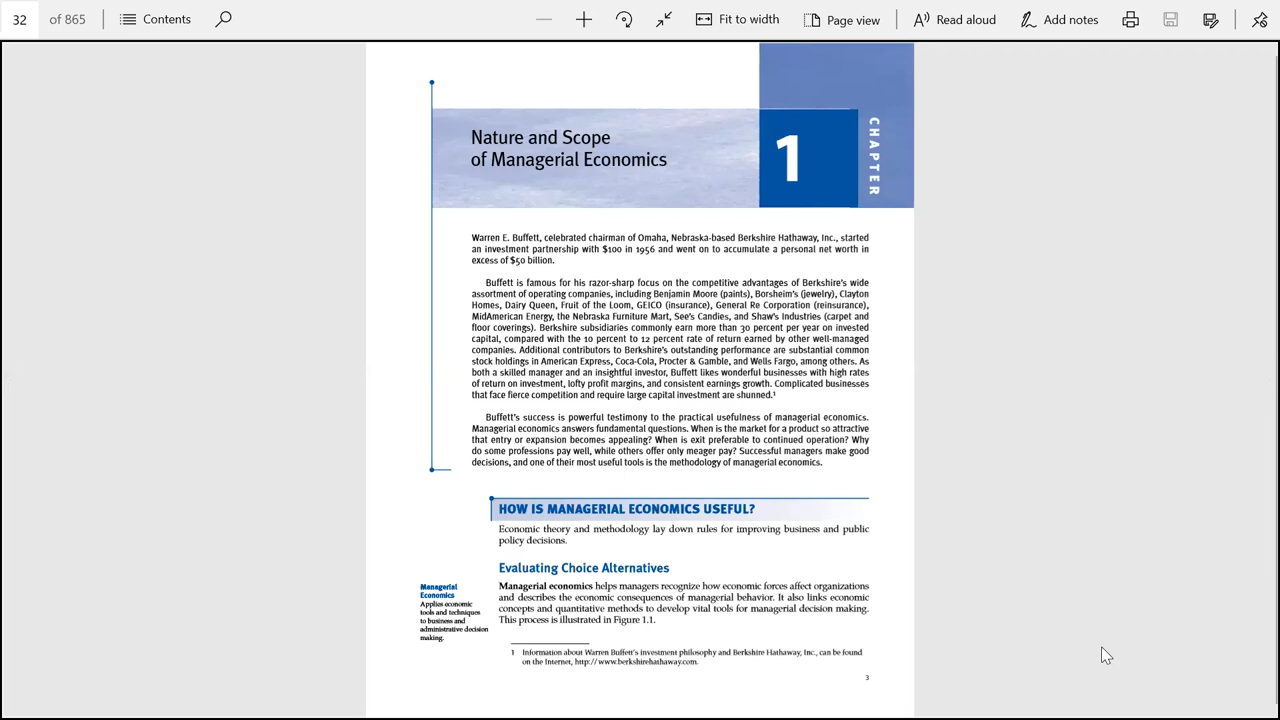 32 of 865 Contents Fit to width Page view Read aloud Add notes
Nature and Scope
of Managerial Economics
1
CHAPTER
Warren E. Buffett, celebrated chairman of Omaha, Nebraska-based Berkshire Hathaway, Inc., started
an investment partnership with $100 in 1956 and went on to accumulate a personal net worth in
excess of $50 billion.
Buffett is famous for his razor-sharp focus on the competitive advantages of Berkshire's wide
assortment of operating companies, including Benjamin Moore (paints), Borsheim's (jewelry), Clayton
Homes, Dairy Queen, Fruit of the Loom, GEICO (insurance), General Re Corporation (reinsurance),
MidAmerican Energy, the Nebraska Furniture Mart, See's Candies, and Shaw's Industries (carpet and
floor coverings). Berkshire subsidiaries commonly earn more than 30 percent per year on invested
capital, compared with the 10 percent to 12 percent rate of return earned by other well-managed
companies. Additional contributors to Berkshire's outstanding performance are substantial common
stock holdings in American Express, Coca-Cola, Procter & Gamble, and Wells Fargo, among others. As
both a skilled manager and an insightful investor, Buffett likes wonderful businesses with high rates
of return on investment, lofty profit margins, and consistent earnings growth. Complicated businesses
that face fierce competition and require large capital investment are shunned.¹
Buffett's success is powerful testimony to the practical usefulness of managerial economics.
Managerial economics answers fundamental questions. When is the market for a product so attractive
that entry or expansion becomes appealing? When is exit preferable to continued operation? Why
do some professions pay well, while others offer only meager pay? Successful managers make good
decisions, and one of their most useful tools is the methodology of managerial economics.
HOW IS MANAGERIAL ECONOMICS USEFUL?
Economic theory and methodology lay down rules for improving business and public
policy decisions.
Evaluating Choice Alternatives
Managerial
Economics
Applies economic
tools and techniques
to business and
administrative decision
making.
Managerial economics helps managers recognize how economic forces affect organizations
and describes the economic consequences of managerial behavior. It also links economic
concepts and quantitative methods to develop vital tools for managerial decision making.
This process is illustrated in Figure 1.1.
1 Information about Warren Buffett's investment philosophy and Berkshire Hathaway, Inc., can be found
on the Internet, http://www.berkshirehathaway.com.
3